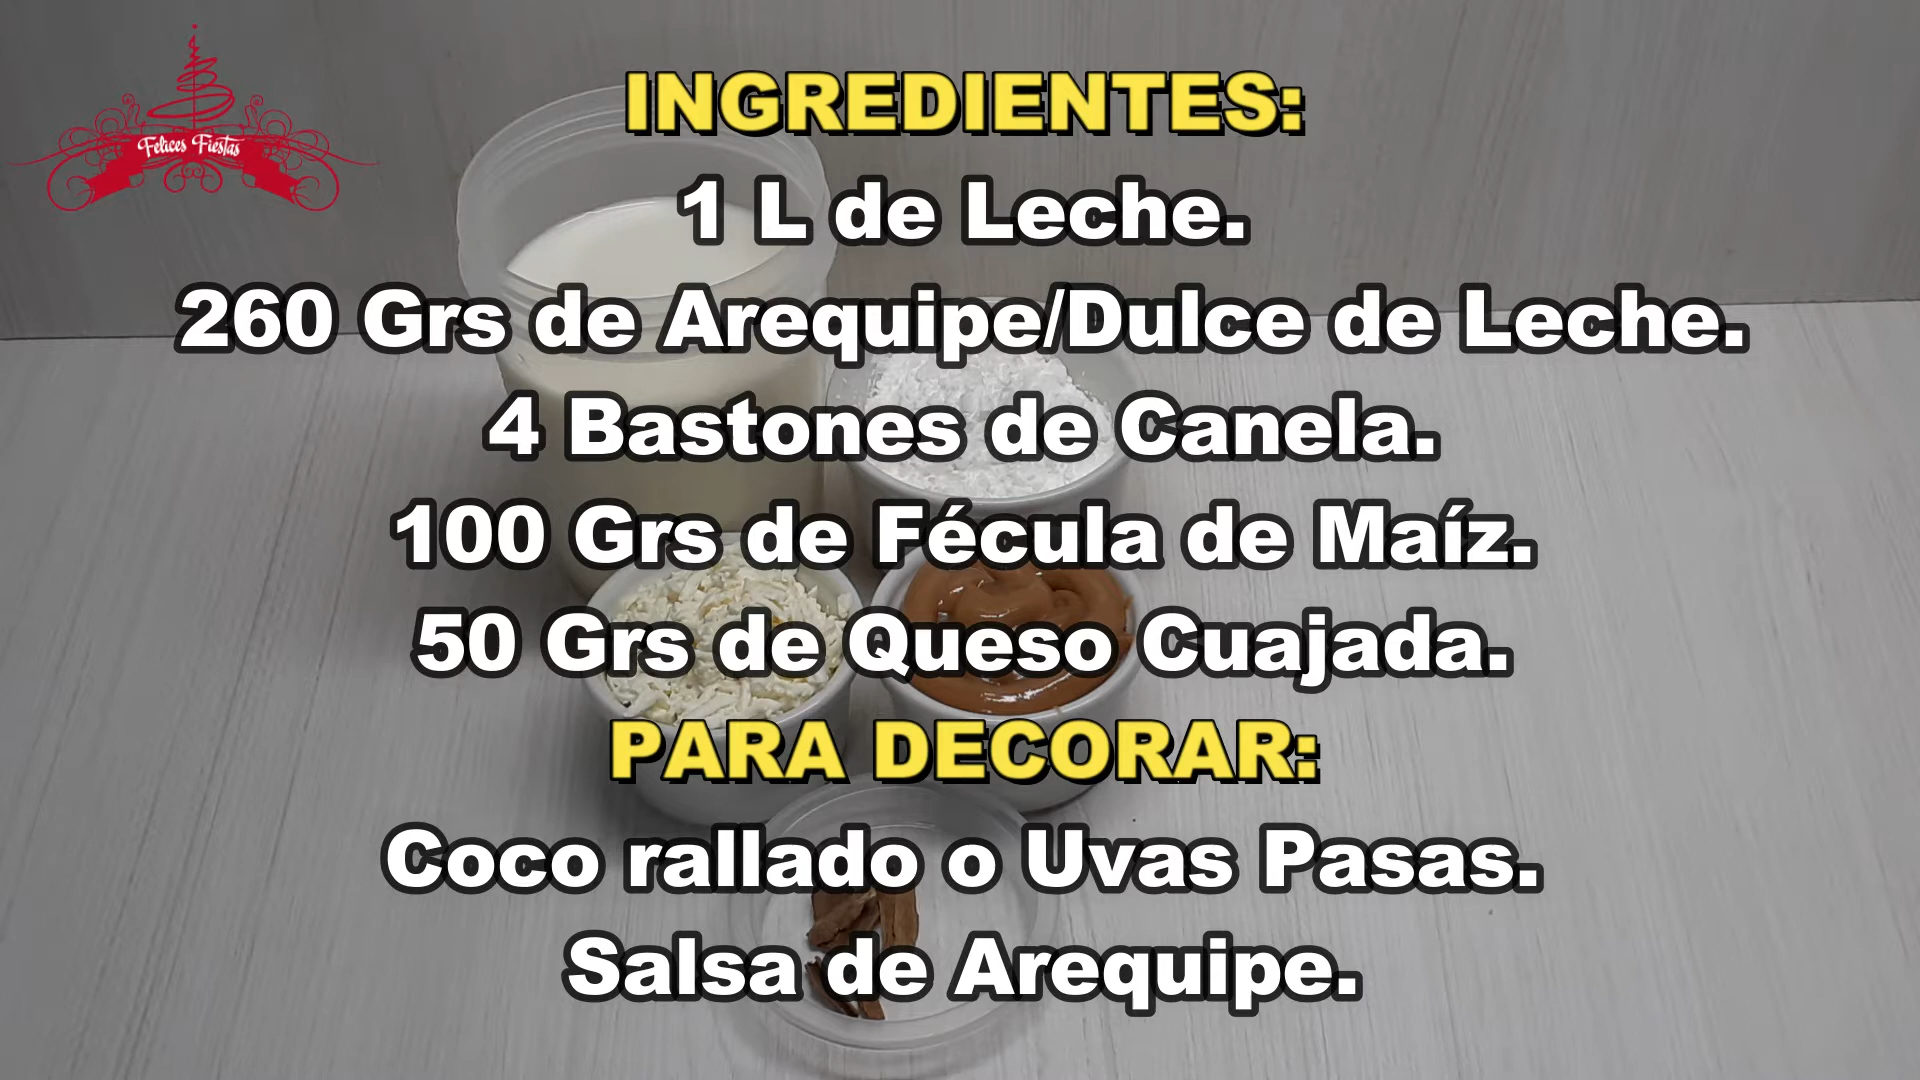 Felices Fiestas
INGREDIENTES:
1 L de Leche.
260 Grs de Arequipe/Dulce de Leche.
4 Bastones de Canela.
100 Grs de Fécula de Maíz.
50 Grs de Queso Cuajada.
PARA DECORAR:
Coco rallado o Uvas Pasas.
Salsa de Arequipe.